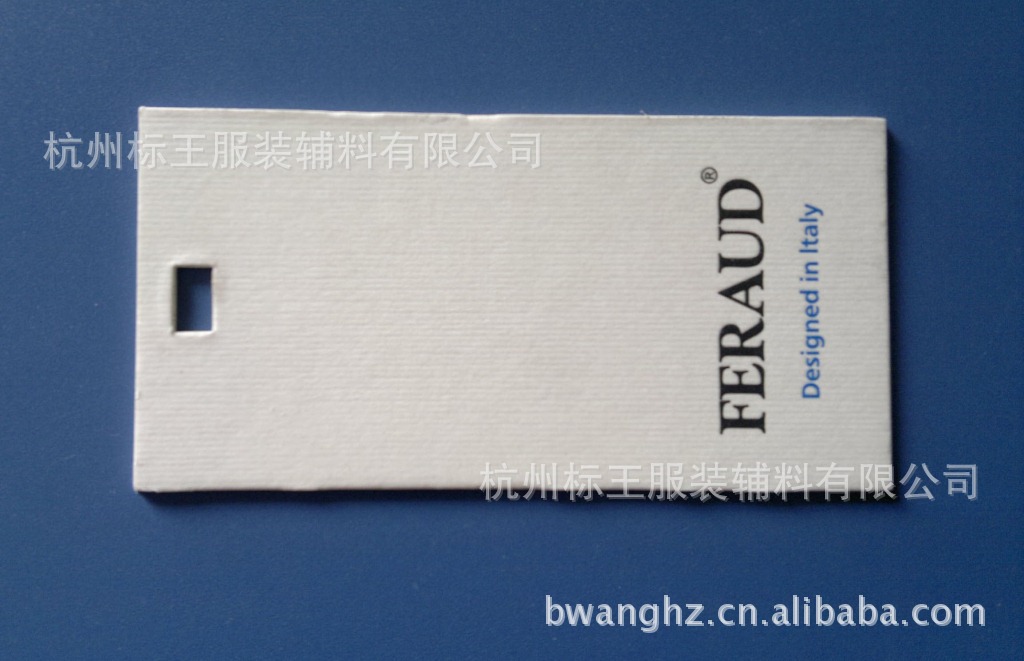 杭州标王服装辅料有限公司
FERAUD®
Designed in Italy
杭州标王服装辅料有限公司
bwanghz.cn.alibaba.com